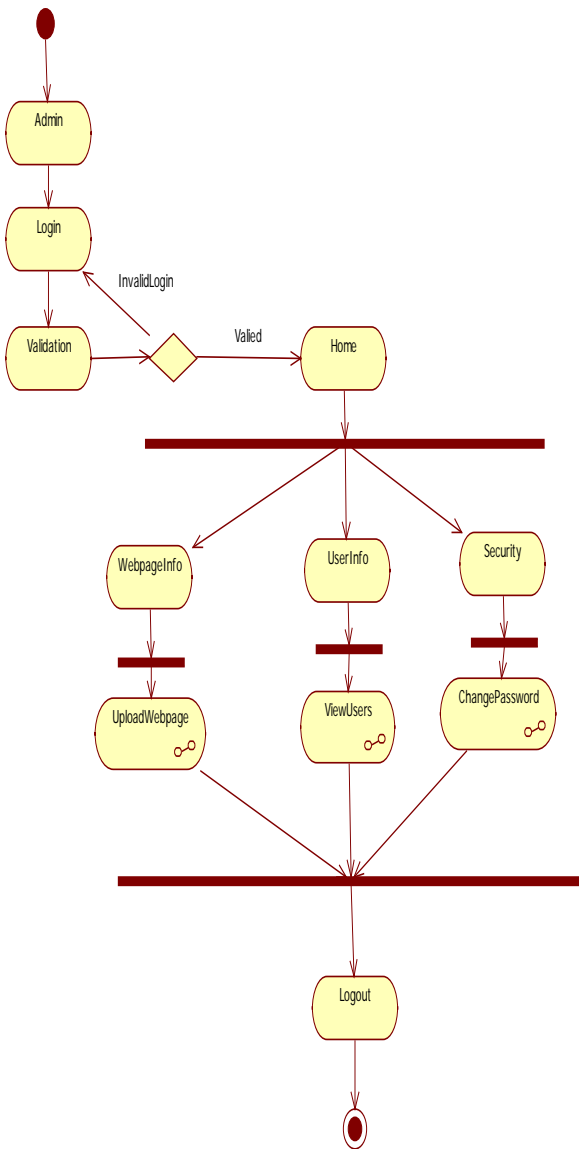 Admin
Login
InvalidLogin
Validation
Valied
Home
WebpageInfo
UserInfo
Security
UploadWebpage
ViewUsers
ChangePassword
Logout